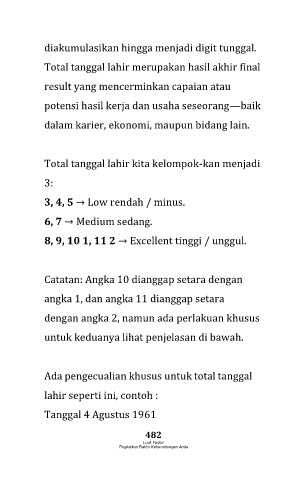 diakumulasikan hingga menjadi digit tunggal.
Total tanggal lahir merupakan hasil akhir final
result yang mencerminkan capaian atau
potensi hasil kerja dan usaha seseorang—baik
dalam karier, ekonomi, maupun bidang lain.
Total tanggal lahir kita kelompok-kan menjadi
3:
3, 4, 5 → Low rendah / minus.
6, 7 → Medium sedang.
8, 9, 10 1, 11 2 → Excellent tinggi / unggul.
Catatan: Angka 10 dianggap setara dengan
angka 1, dan angka 11 dianggap setara
dengan angka 2, namun ada perlakuan khusus
untuk keduanya lihat penjelasan di bawah.
Ada pengecualian khusus untuk total tanggal
lahir seperti ini, contoh :
Tanggal 4 Agustus 1961
482
Tingkatkan Faktor Keberuntungan Anda